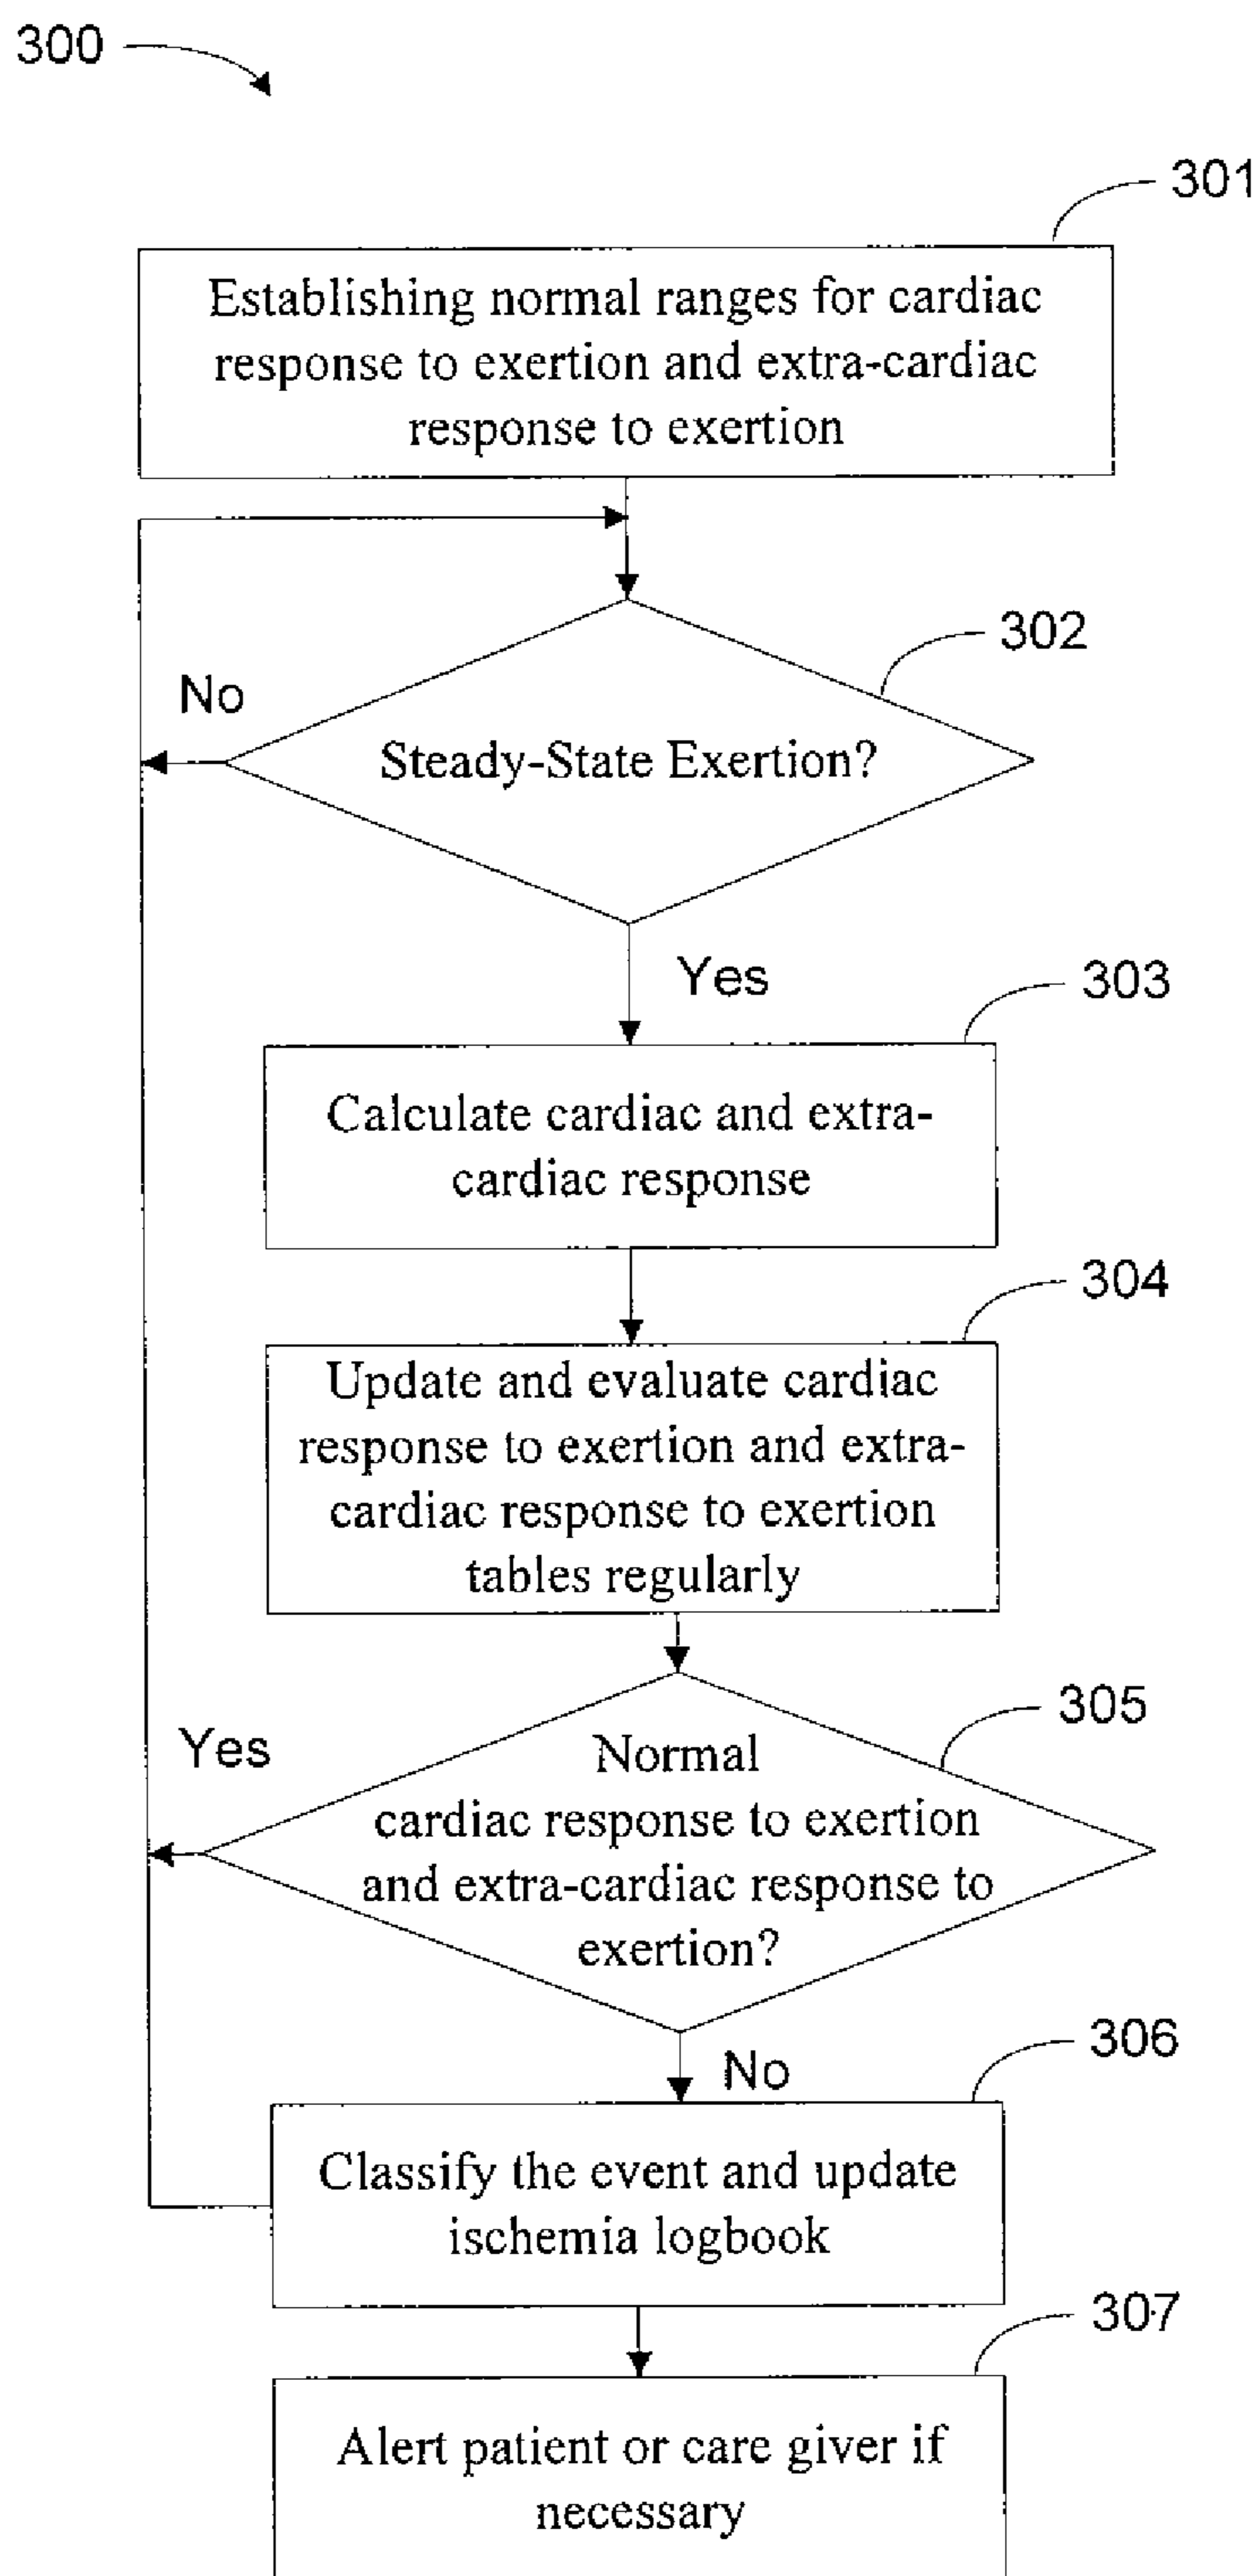 300
301
Establishing normal ranges for cardiac
response to exertion and extra-cardiac
response to exertion
302
No
Steady-State Exertion?
Yes
303
Calculate cardiac and extra-
cardiac response
304
Update and evaluate cardiac
response to exertion and extra-
cardiac response to exertion
tables regularly
305
Yes
Normal
cardiac response to exertion
and extra-cardiac response to
exertion?
306
No
Classify the event and update
ischemia logbook
307
Alert patient or care giver if
necessary